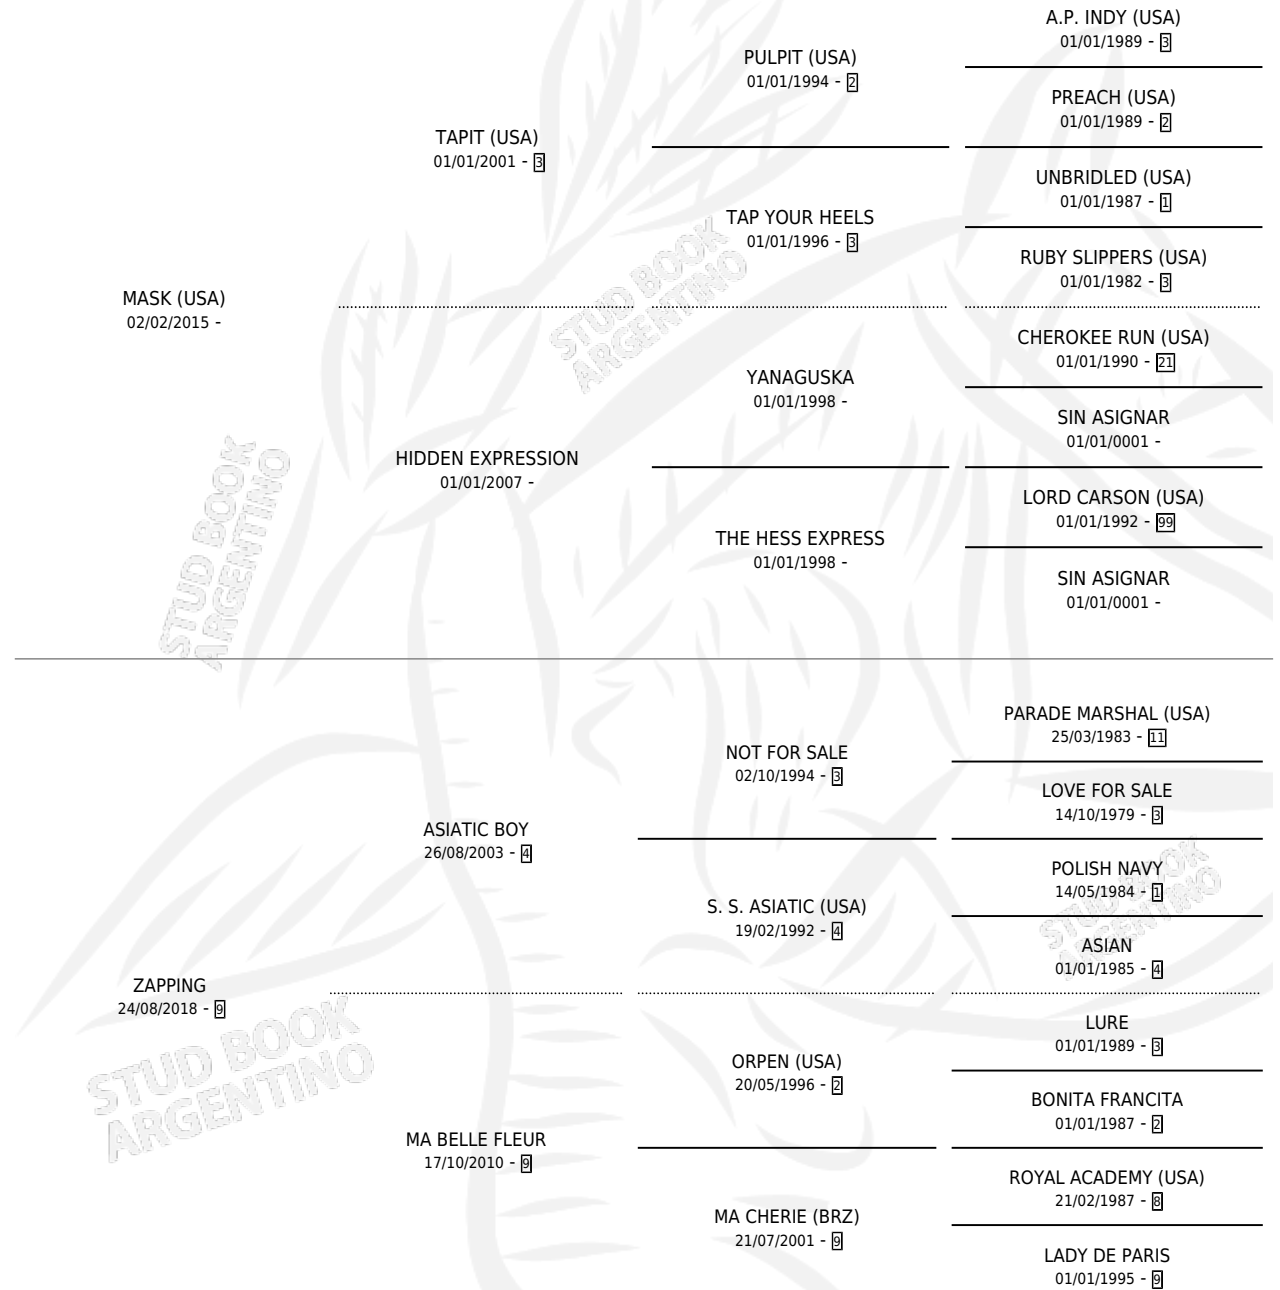 A.P. INDY (USA)
01/01/1989 - 3
PULPIT (USA)
01/01/1994 - 2
PREACH (USA)
01/01/1989 - 2
TAPIT (USA)
01/01/2001 - 3
UNBRIDLED (USA)
01/01/1987 - 1
TAP YOUR HEELS
01/01/1996 - 3
RUBY SLIPPERS (USA)
01/01/1982 - 3
MASK (USA)
02/02/2015 -
CHEROKEE RUN (USA)
01/01/1990 - 21
YANAGUSKA
01/01/1998 -
SIN ASIGNAR
01/01/0001 -
HIDDEN EXPRESSION
01/01/2007 -
LORD CARSON (USA)
01/01/1992 - 99
THE HESS EXPRESS
01/01/1998 -
SIN ASIGNAR
01/01/0001 -
STUD BOOK
ARGENTINO
STUD BOOK
ARGENTINO
PARADE MARSHAL (USA)
25/03/1983 - 11
NOT FOR SALE
02/10/1994 - 3
LOVE FOR SALE
14/10/1979 - 3
ASIATIC BOY
26/08/2003 - 4
POLISH NAVY
14/05/1984 - 1
S. S. ASIATIC (USA)
19/02/1992 - 4
ASIAN
01/01/1985 - 4
ZAPPING
24/08/2018 - 9
LURE
01/01/1989 - 3
ORPEN (USA)
20/05/1996 - 2
BONITA FRANCITA
01/01/1987 - 2
MA BELLE FLEUR
17/10/2010 - 9
ROYAL ACADEMY (USA)
21/02/1987 - 8
MA CHERIE (BRZ)
21/07/2001 - 9
LADY DE PARIS
01/01/1995 - 9
STUD BOOK
ARGENTINO
STUD BOOK
ARGENTINO